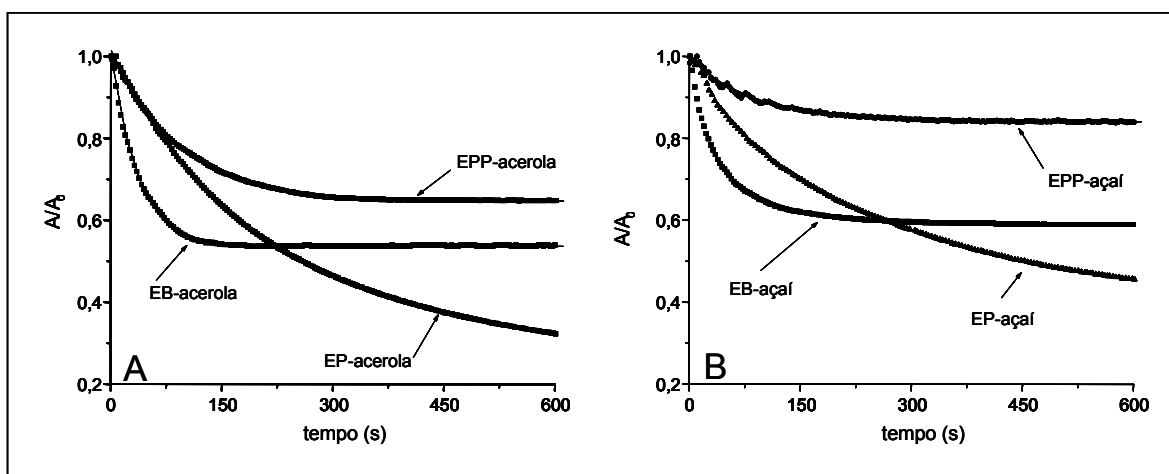 1,0
0,8
0,6
0,4
0,2
A/A0
EPP-acerola
EB-acerola
EP-acerola
A
0 150 300 450 600
tempo (s)
1,0
0,8
0,6
0,4
0,2
A/A0
EPP-açaí
EB-açaí
EP-açaí
B
0 150 300 450 600
tempo (s)